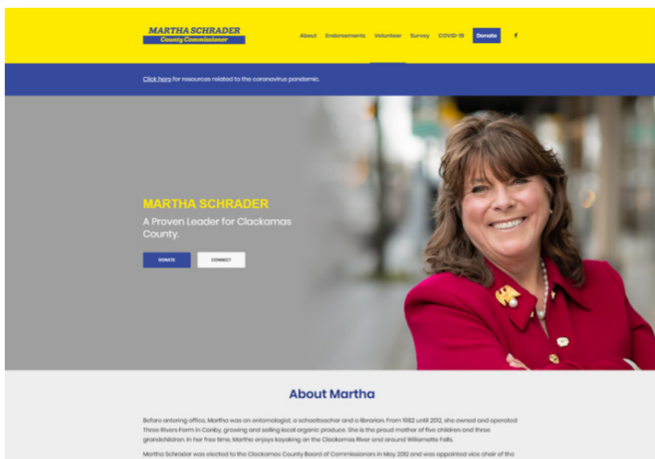 MARTHA SCHRADER
County Commissioner
About Endorsements Volunteer Survey COVID-19 Donate f
Click here for resources related to the coronavirus pandemic.
MARTHA SCHRADER
A Proven Leader for Clackamas
County.
DONATE CONNECT
About Martha
Before entering office, Martha was an entomologist, a schoolteacher and a librarian. From 1982 until 2012, she owned and operated
Three Rivers Farm in Canby, growing and selling local organic produce. She is the proud mother of five children and three
grandchildren. In her free time, Martha enjoys kayaking on the Clackamas River and around Willamette Falls.
Martha Schrader was elected to the Clackamas County Board of Commissioners in May 2012 and was appointed vice chair of the